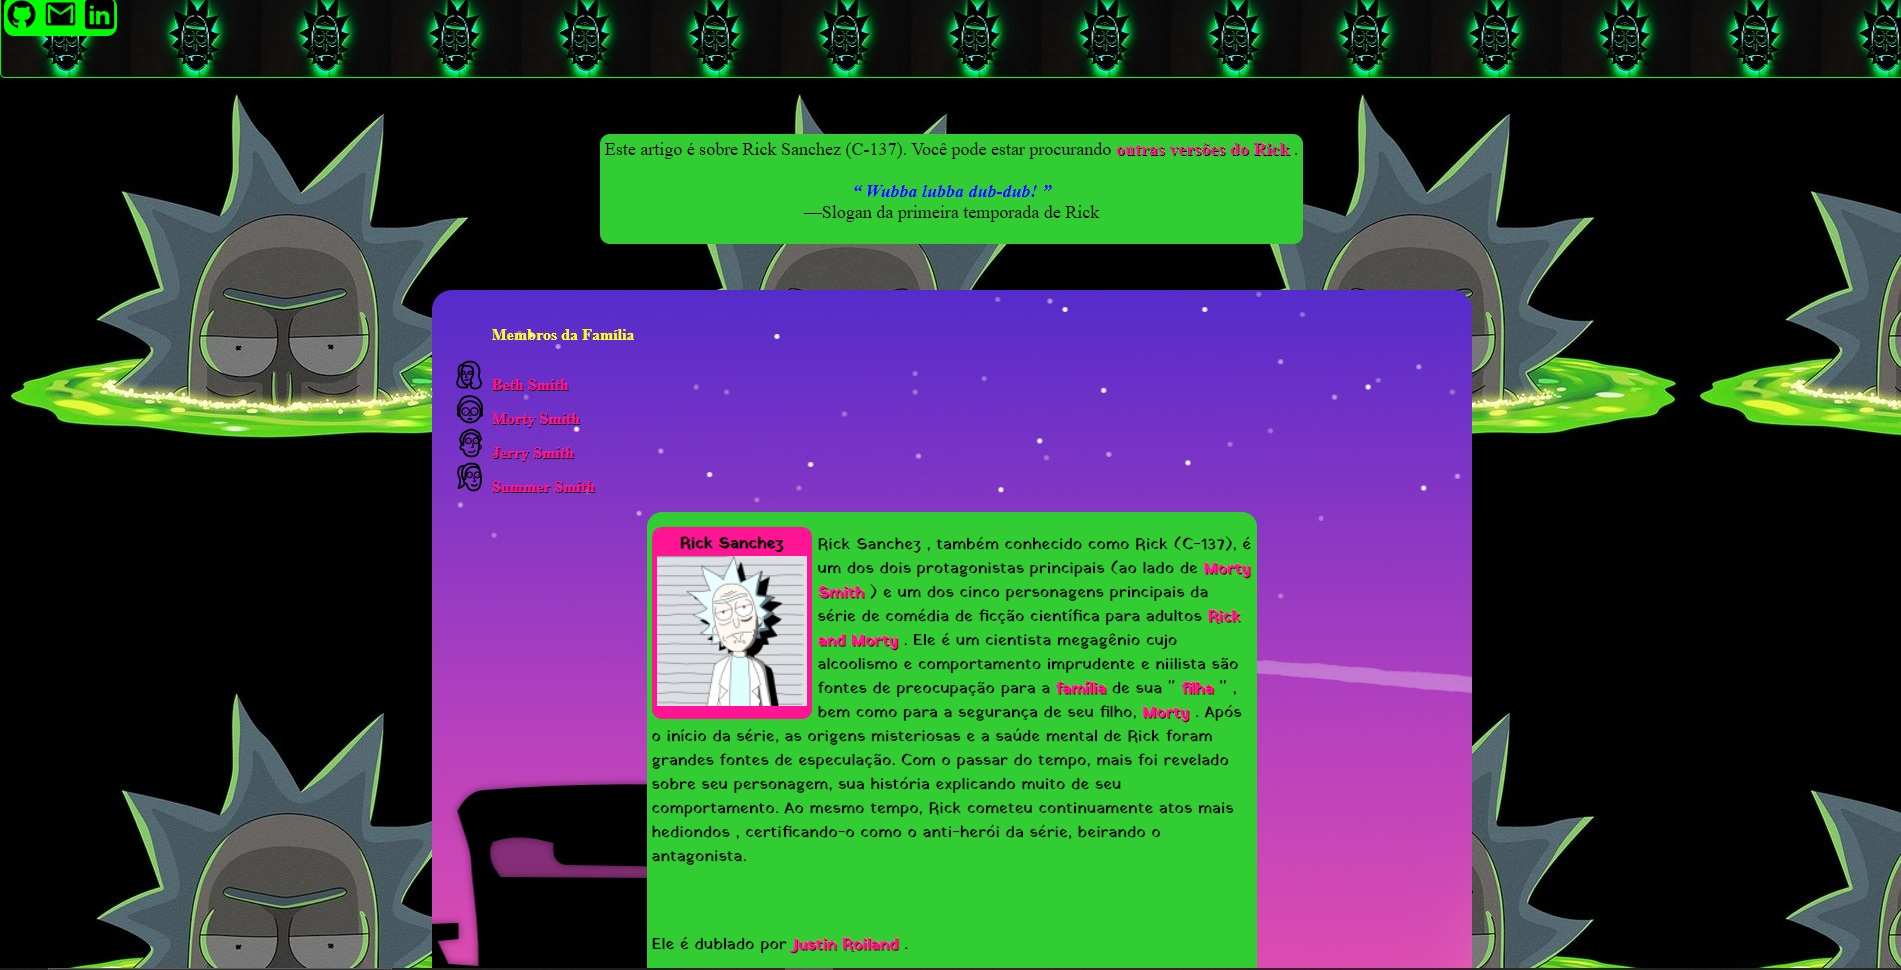 Este artigo é sobre Rick Sanchez (C-137). Você pode estar procurando outras versões do Rick .
“ Wubba lubba dub-dub! ”
—Slogan da primeira temporada de Rick
Membros da Família
Beth Smith
Morty Smith
Jerry Smith
Summer Smith
Rick Sanchez
Rick Sanchez , também conhecido como Rick (C-137), é
um dos dois protagonistas principais (ao lado de Morty
Smith ) e um dos cinco personagens principais da
série de comédia de ficção científica para adultos Rick
and Morty . Ele é um cientista megagênio cujo
alcoolismo e comportamento imprudente e niilista são
fontes de preocupação para a família de sua " filha " ,
bem como para a segurança de seu filho, Morty . Após
o início da série, as origens misteriosas e a saúde mental de Rick foram
grandes fontes de especulação. Com o passar do tempo, mais foi revelado
sobre seu personagem, sua história explicando muito de seu
comportamento. Ao mesmo tempo, Rick cometeu continuamente atos mais
hediondos , certificando-o como o anti-herói da série, beirando o
antagonista.
Ele é dublado por Justin Roiland .